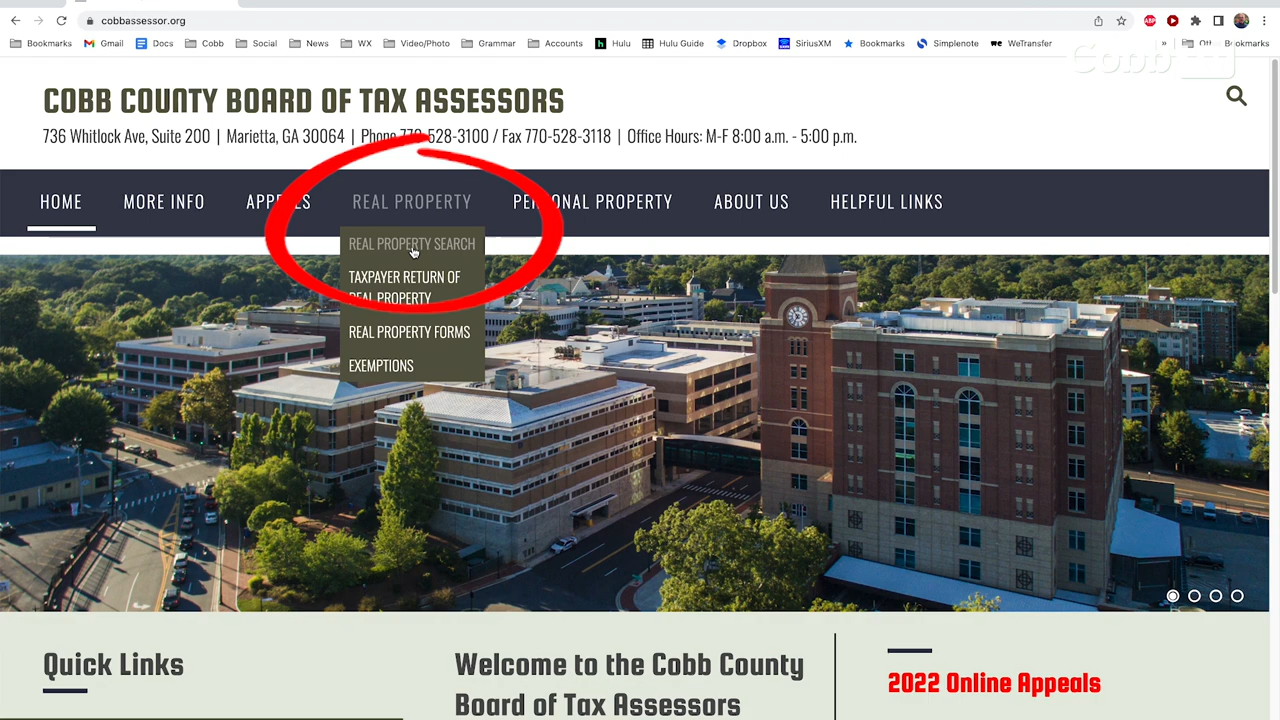 cobbassessor.org
Bookmarks Gmail Docs Cobb Social News WX Video/Photo Grammar Accounts Hulu Hulu Guide Dropbox SiriusXM Bookmarks Simplenote WeTransfer » Bookmarks
Cobb
COBB COUNTY BOARD OF TAX ASSESSORS
736 Whitlock Ave, Suite 200 | Marietta, GA 30064 | Phone 770-528-3100 / Fax 770-528-3118 | Office Hours: M-F 8:00 a.m. - 5:00 p.m.
HOME MORE INFO APPEALS REAL PROPERTY PERSONAL PROPERTY ABOUT US HELPFUL LINKS
REAL PROPERTY SEARCH
TAXPAYER RETURN OF
REAL PROPERTY
REAL PROPERTY FORMS
EXEMPTIONS
Quick Links
Welcome to the Cobb County
Board of Tax Assessors
2022 Online Appeals